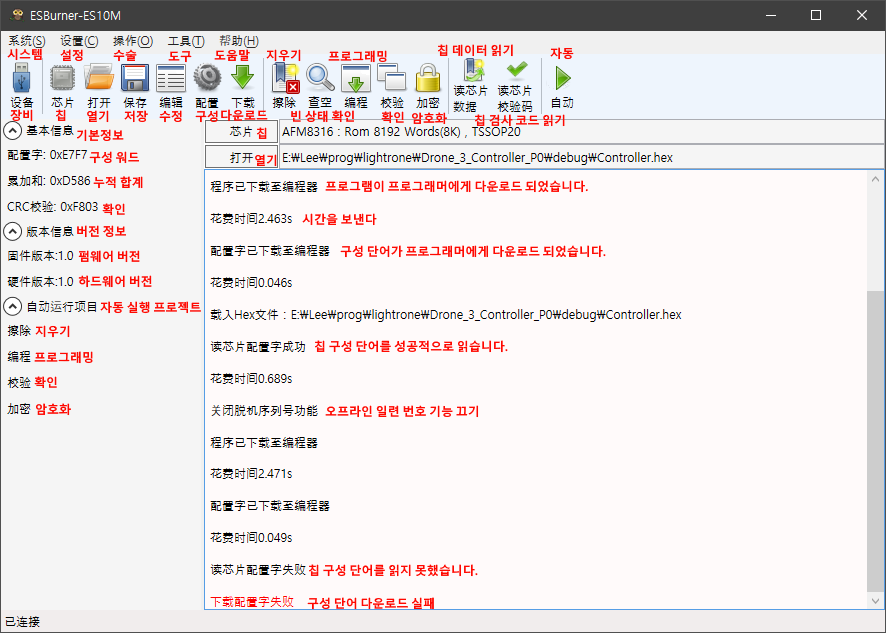 ESBurner-ES10M
系统(S) 设置(C) 操作(O) 工具(T) 帮助(H)
시스템 설정 수술 도구 도움말 지우기 프로그래밍 칩 데이터 읽기 자동
设备 芯片 打开 保存 编辑 配置 下载 擦除 查空 编程 校验 加密 读芯片数据 读芯片校验码 自动
장비 칩 열기 저장 수정 구성 다운로드 빈 상태 확인 확인 암호화 칩 검사 코드 읽기
基本信息 기본정보
配置字: 0xE7F7 구성 워드
累加和: 0xD586 누적 합계
CRC校验: 0xF803 확인
版本信息 버전 정보
固件版本:1.0 펌웨어 버전
硬件版本:1.0 하드웨어 버전
自动运行项目 자동 실행 프로젝트
擦除 지우기
编程 프로그래밍
校验 확인
加密 암호화
芯片 칩 AFM8316 : Rom 8192 Words(8K) , TSSOP20
打开 열기 E:₩Lee₩prog₩lightrone₩Drone_3_Controller_P0₩debug₩Controller.hex
程序已下载至编程器 프로그램이 프로그래머에게 다운로드 되었습니다.
花费时间2.463s 시간을 보낸다
配置字已下载至编程器 구성 단어가 프로그래머에게 다운로드 되었습니다.
花费时间0.046s
载入Hex文件 : E:₩Lee₩prog₩lightrone₩Drone_3_Controller_P0₩debug₩Controller.hex
读芯片配置字成功 칩 구성 단어를 성공적으로 읽습니다.
花费时间0.689s
关闭脱机序列号功能 오프라인 일련 번호 기능 끄기
程序已下载至编程器
花费时间2.471s
配置字已下载至编程器
花费时间0.049s
读芯片配置字失败 칩 구성 단어를 읽지 못했습니다.
下载配置字失败 구성 단어 다운로드 실패
已连接